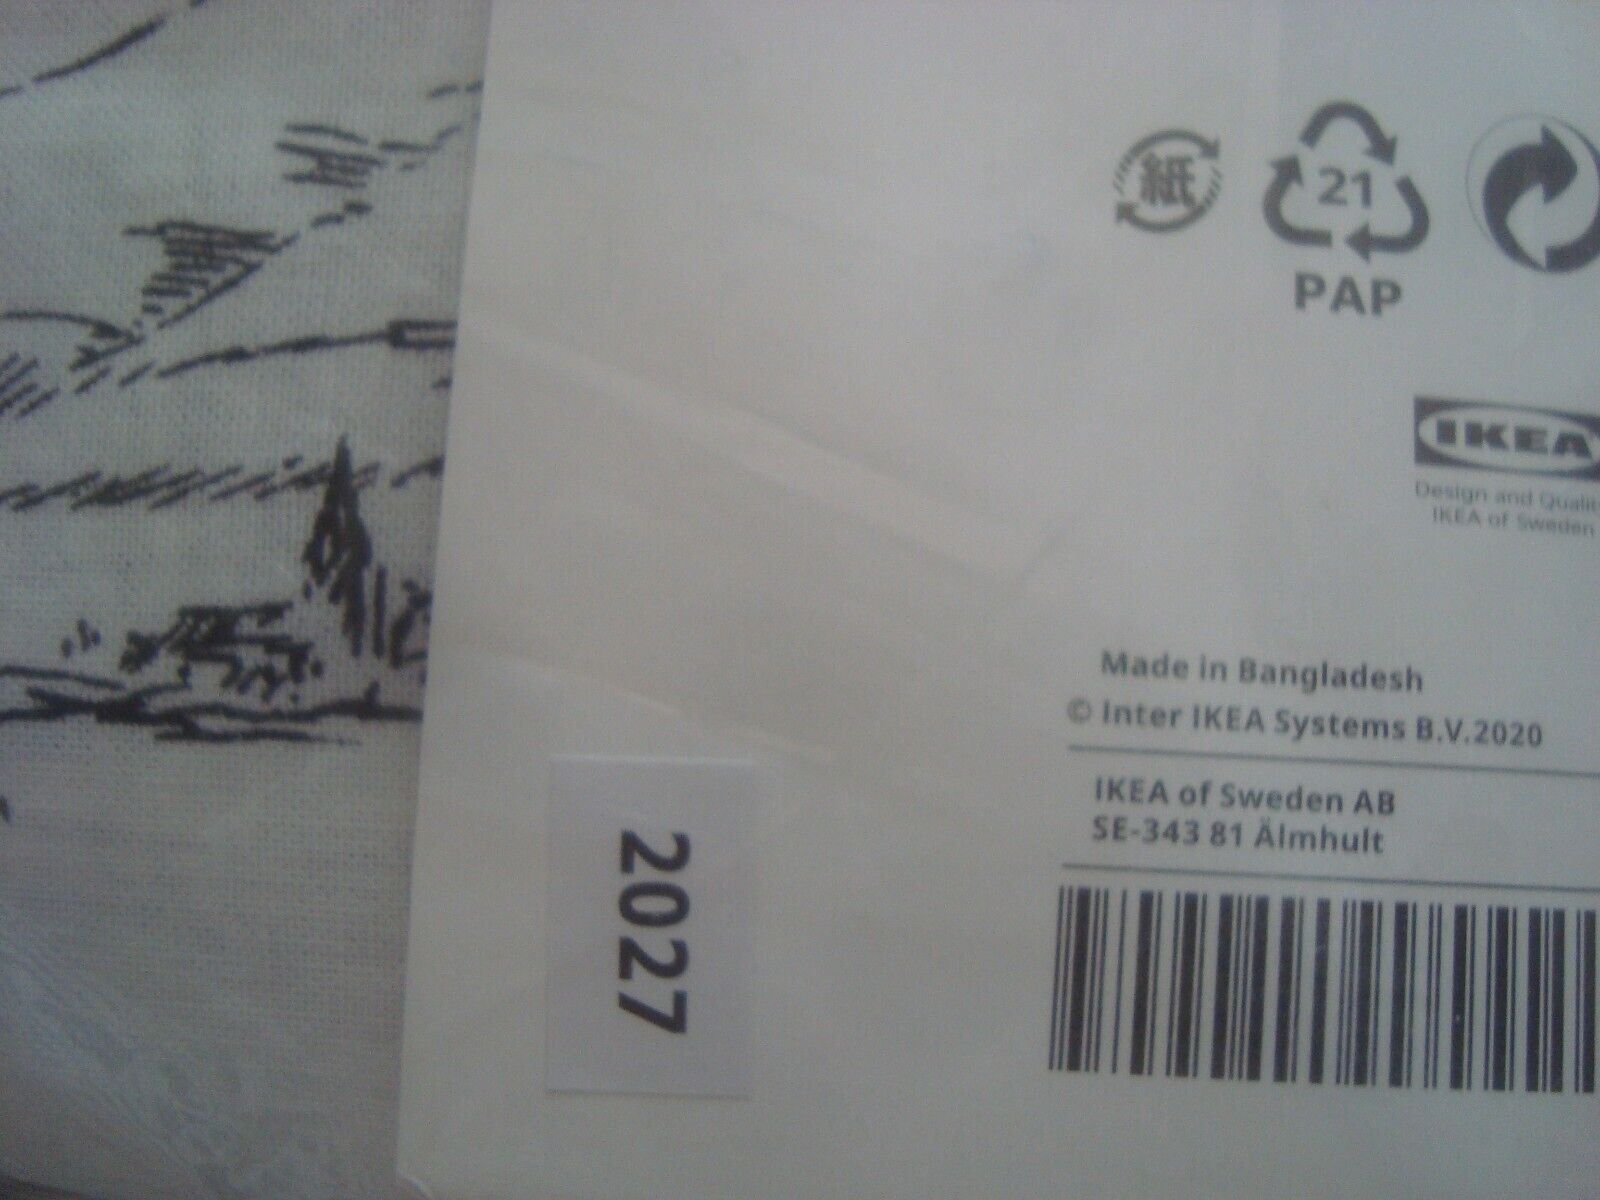 紙
21
PAP
IKEA
Design and Quality
IKEA of Sweden
Made in Bangladesh
© Inter IKEA Systems B.V.2020
IKEA of Sweden AB
SE-343 81 Älmhult
2027